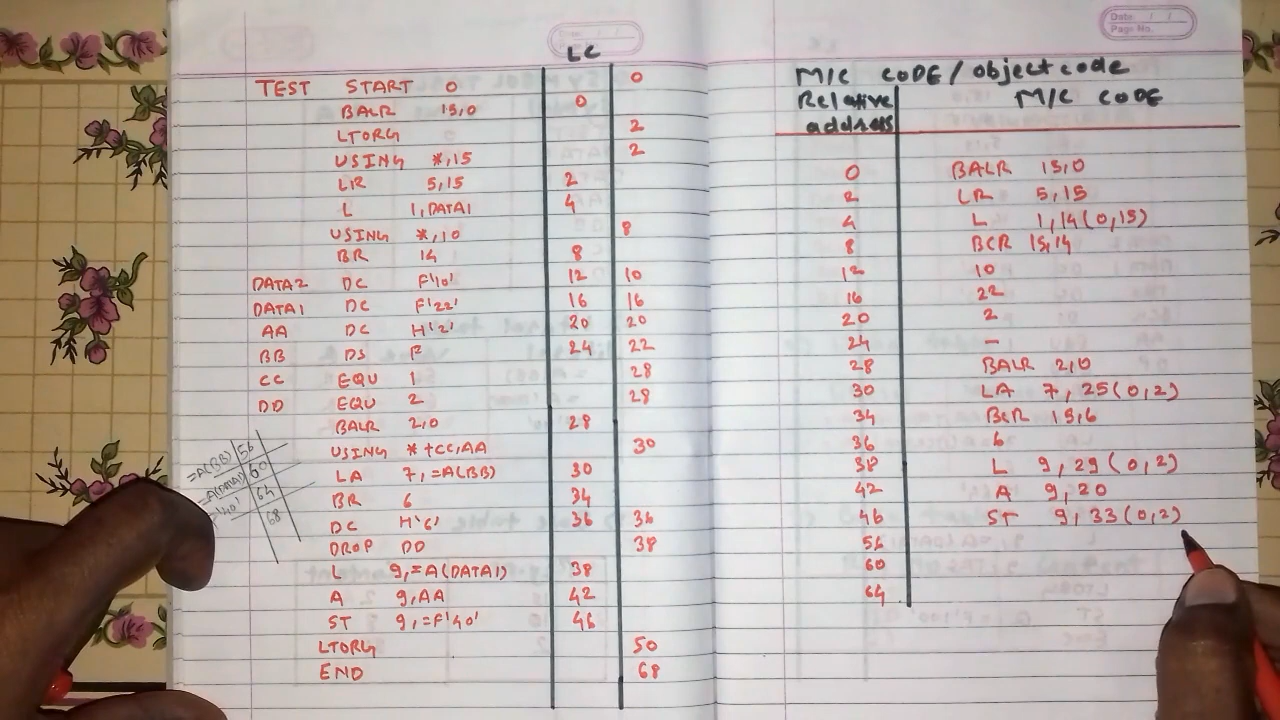 LC
TEST START 0 0
BALR 15,0 0
LTORG 2
USING *,15 2
LR 5,15 2
L 1,DATA1 4
USING *,10 8
BR 14 8
DATA2 DC F'10' 12 10
DATA1 DC F'22' 16 16
AA DC H'2' 20 20
BB DS F 24 22
CC EQU 1 28
DD EQU 2 28
BALR 2,0 28
USING *+CC,AA 30
LA 7,=A(BB) 30
BR 6 34
DC H'6' 36 36
DROP DD 38
L 9,=A(DATA1) 38
A 9,AA 42
ST 9,=F'40' 46
LTORG 50
END 68
=A(BB) 56
=A(DATA1) 60
'40' 64
68
Date / /
Page No.
M/C CODE / object code
Relative address M/C CODE
0 BALR 15,0
2 LR 5,15
4 L 1,14(0,15)
8 BCR 15,14
12 10
16 22
20 2
24 -
28 BALR 2,0
30 LA 7,25(0,2)
34 BCR 15,6
36 6
38 L 9,29(0,2)
42 A 9,20
46 ST 9,33(0,2)
56
60
64